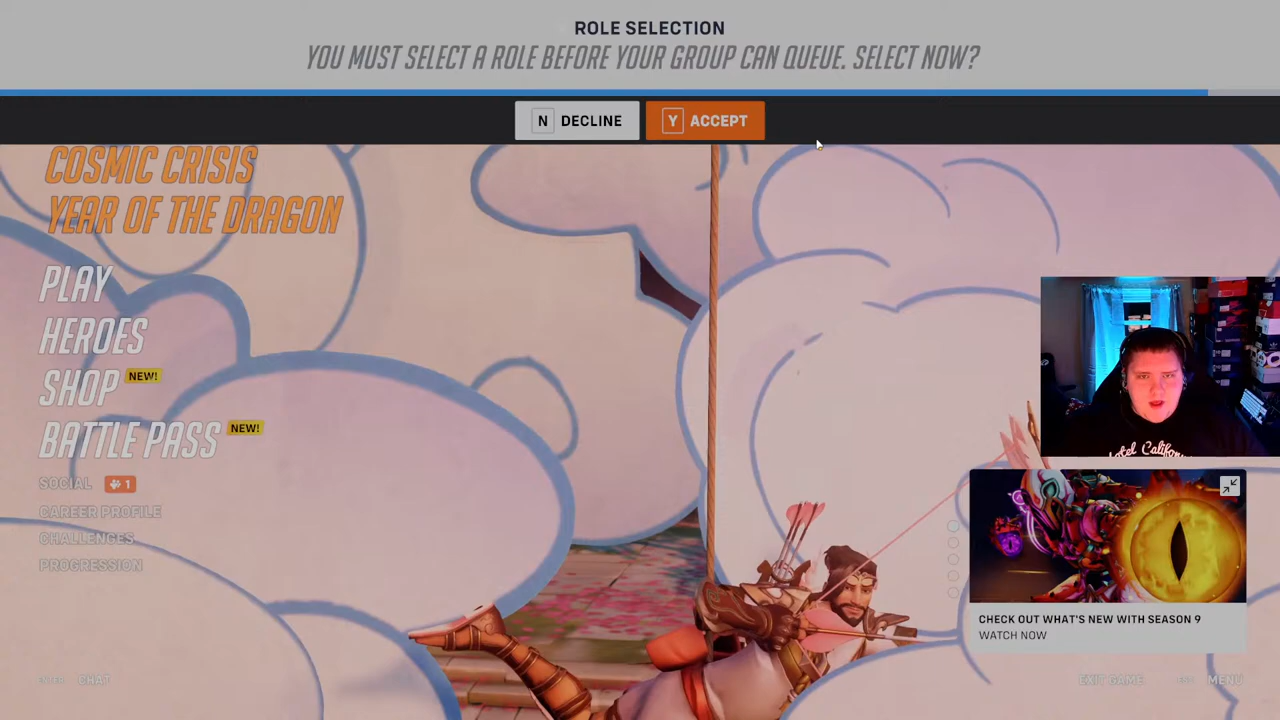 ROLE SELECTION
YOU MUST SELECT A ROLE BEFORE YOUR GROUP CAN QUEUE. SELECT NOW?
N DECLINE
Y ACCEPT
COSMIC CRISIS
YEAR OF THE DRAGON
PLAY
HEROES
SHOP NEW!
BATTLE PASS NEW!
SOCIAL 1
CAREER PROFILE
CHALLENGES
PROGRESSION
CHECK OUT WHAT'S NEW WITH SEASON 9
WATCH NOW
CHAT
EXIT GAME
ESC MENU